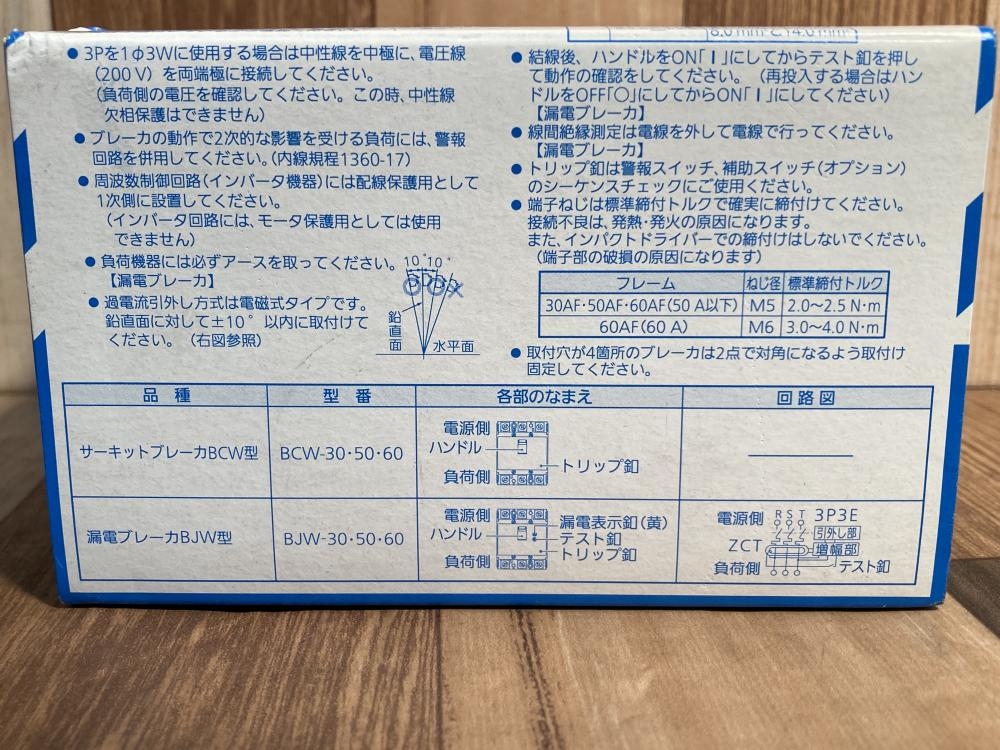 8.0mm²と14.0mm²
● 3Pを1φ3Wに使用する場合は中性線を中極に、電圧線
(200V)を両端極に接続してください。
(負荷側の電圧を確認してください。この時、中性線
欠相保護はできません)
● ブレーカの動作で2次的な影響を受ける負荷には、警報
回路を併用してください。(内線規程1360-17)
● 周波数制御回路(インバータ機器)には配線保護用として
1次側に設置してください。
(インバータ回路には、モータ保護用としては使用
できません)
● 負荷機器には必ずアースを取ってください。
【漏電ブレーカ】
● 過電流引外し方式は電磁式タイプです。
鉛直面に対して±10°以内に取付けて
ください。(右図参照)
10°10°
鉛直面
水平面
● 結線後、ハンドルをON「I」にしてからテスト釦を押し
て動作の確認をしてください。(再投入する場合はハン
ドルをOFF「○」にしてからON「I」にしてください)
【漏電ブレーカ】
● 線間絶縁測定は電線を外して電線で行ってください。
【漏電ブレーカ】
● トリップ釦は警報スイッチ、補助スイッチ(オプション)
のシーケンスチェックにご使用ください。
● 端子ねじは標準締付トルクで確実に締付けてください。
接続不良は、発熱・発火の原因になります。
また、インパクトドライバーでの締付けはしないでください。
(端子部の破損の原因になります)
フレーム ねじ径 標準締付トルク
30AF・50AF・60AF(50A以下) M5 2.0〜2.5N・m
60AF(60A) M6 3.0〜4.0N・m
● 取付穴が4箇所のブレーカは2点で対角になるよう取付け
固定してください。
品種 型番 各部のなまえ 回路図
サーキットブレーカBCW型 BCW-30・50・60
電源側
ハンドル
負荷側
トリップ釦
漏電ブレーカBJW型 BJW-30・50・60
電源側
ハンドル
負荷側
漏電表示釦(黄)
テスト釦
トリップ釦
電源側 R S T 3P3E
引外し部
ZCT 増幅部
負荷側 テスト釦